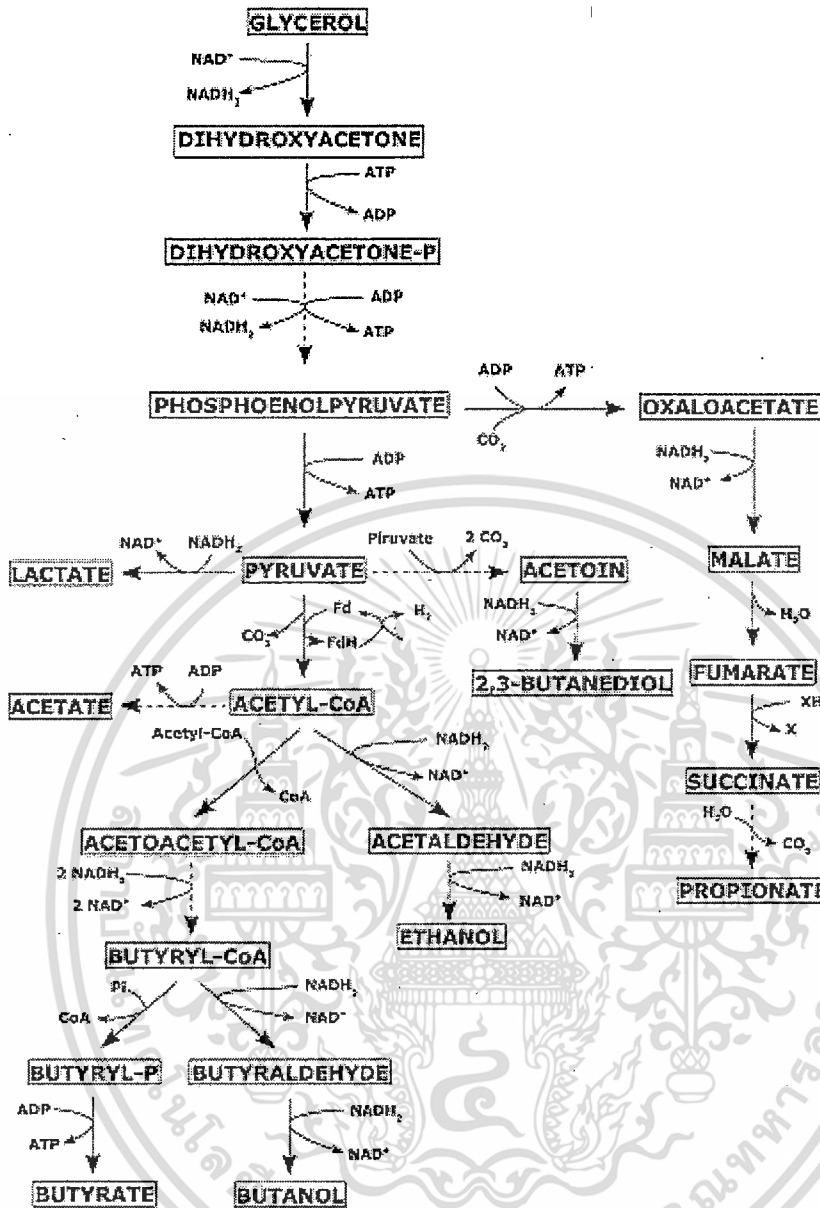 GLYCEROL
NAD⁺
NADH₂
DIHYDROXYACETONE
ATP
ADP
DIHYDROXYACETONE-P
NAD⁺ ADP
NADH₂ ATP
ADP ATP
PHOSPHOENOLPYRUVATE OXALOACETATE
CO₂
NADH₂
NAD⁺
ADP
ATP
NAD⁺ NADH₂ Piruvate 2 CO₂
LACTATE PYRUVATE ACETOIN MALATE
Fd H₂ NADH₂ H₂O
CO₂ FdH NAD⁺
ATP ADP 2,3-BUTANEDIOL FUMARATE
ACETATE ACETYL-CoA XH
X
Acetyl-CoA NADH₂
CoA NAD⁺ SUCCINATE
H₂O
ACETOACETYL-CoA ACETALDEHYDE CO₂
2 NADH₂ NADH₂
2 NAD⁺ NAD⁺ PROPIONATE
ETHANOL
BUTYRYL-CoA
Pi NADH₂
CoA NAD⁺
BUTYRYL-P BUTYRALDEHYDE
ADP NADH₂
ATP NAD⁺
BUTYRATE BUTANOL